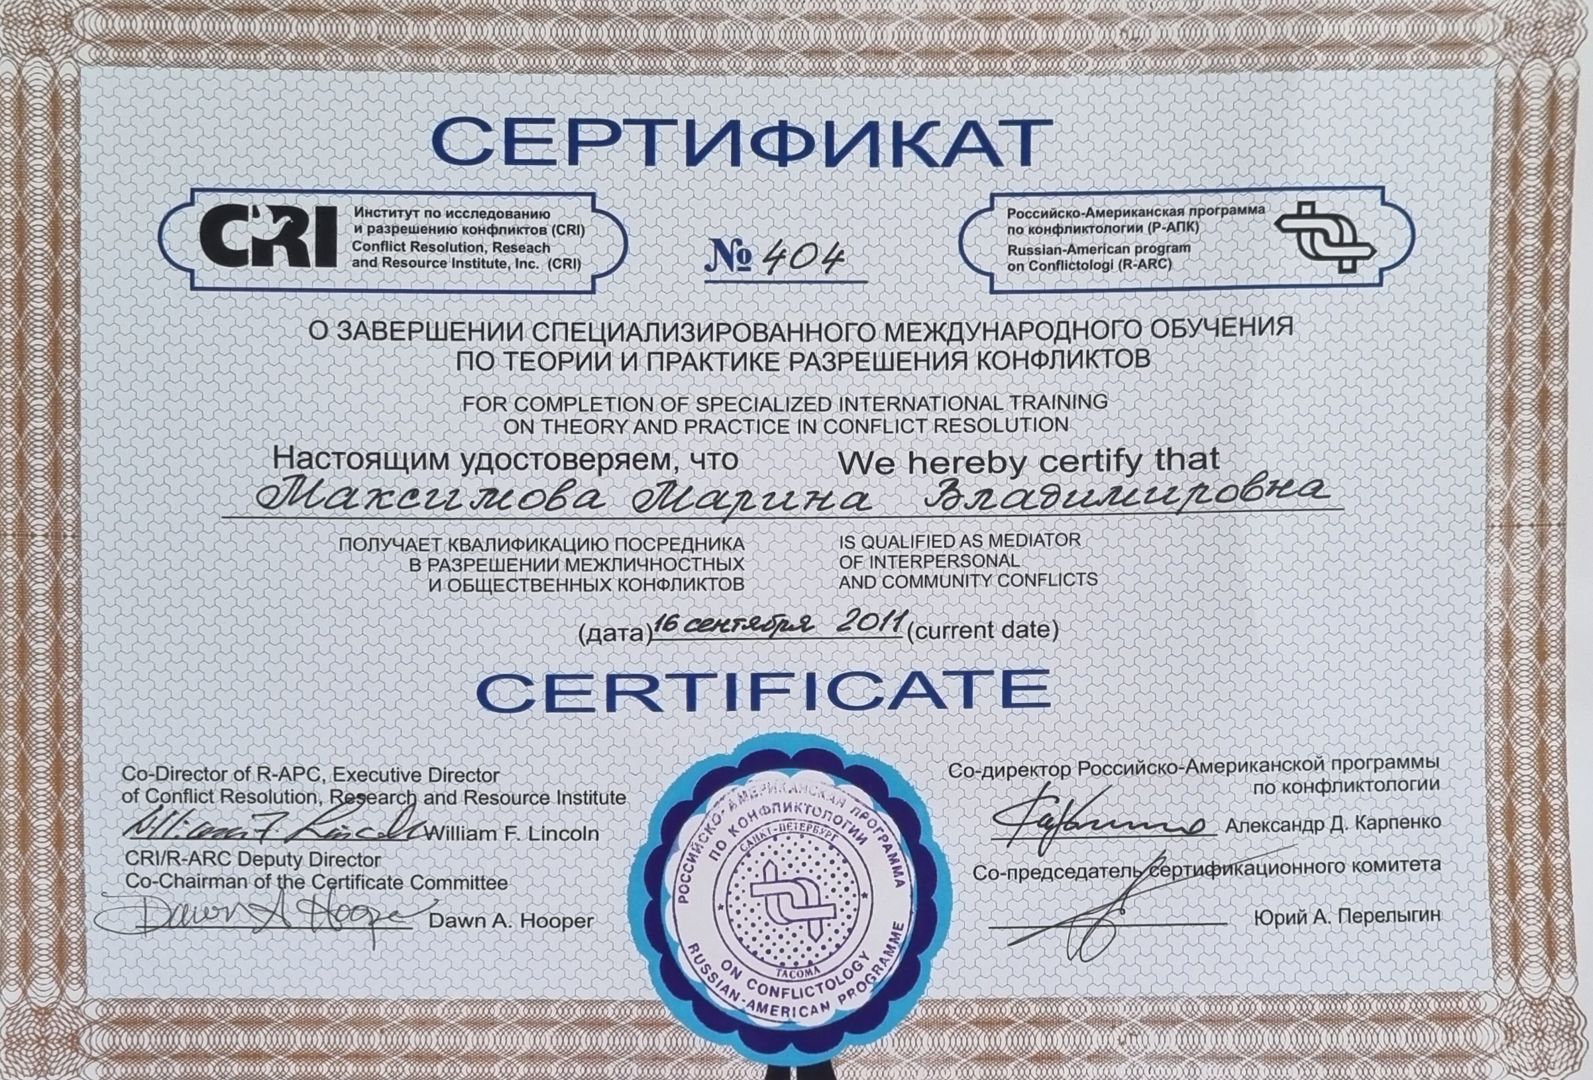 СЕРТИФИКАТ
CRI
Институт по исследованию
и разрешению конфликтов (CRI)
Conflict Resolution, Reseach
and Resource Institute, Inc. (CRI)
№ 404
Российско-Американская программа
по конфликтологии (Р-АПК)
Russian-American program
on Conflictologi (R-ARC)
О ЗАВЕРШЕНИИ СПЕЦИАЛИЗИРОВАННОГО МЕЖДУНАРОДНОГО ОБУЧЕНИЯ
ПО ТЕОРИИ И ПРАКТИКЕ РАЗРЕШЕНИЯ КОНФЛИКТОВ
FOR COMPLETION OF SPECIALIZED INTERNATIONAL TRAINING
ON THEORY AND PRACTICE IN CONFLICT RESOLUTION
Настоящим удостоверяем, что We hereby certify that
Максимова Марина Владимировна
ПОЛУЧАЕТ КВАЛИФИКАЦИЮ ПОСРЕДНИКА
В РАЗРЕШЕНИИ МЕЖЛИЧНОСТНЫХ
И ОБЩЕСТВЕННЫХ КОНФЛИКТОВ
IS QUALIFIED AS MEDIATOR
OF INTERPERSONAL
AND COMMUNITY CONFLICTS
(дата) 16 сентября 2011 (current date)
CERTIFICATE
Co-Director of R-APC, Executive Director
of Conflict Resolution, Research and Resource Institute
William F. Lincoln
CRI/R-ARC Deputy Director
Co-Chairman of the Certificate Committee
Dawn A Hooper Dawn A. Hooper
РОССИЙСКО-АМЕРИКАНСКАЯ ПРОГРАММА
ПО КОНФЛИКТОЛОГИИ
САНКТ-ПЕТЕРБУРГ
TACOMA
ON CONFLICTOLOGY
RUSSIAN-AMERICAN PROGRAMME
Со-директор Российско-Американской программы
по конфликтологии
Александр Д. Карпенко
Со-председатель сертификационного комитета
Юрий А. Перелыгин